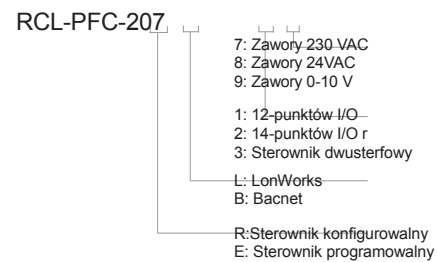 RCL-PFC-207
7: Zawory 230 VAC
8: Zawory 24VAC
9: Zawory 0-10 V
1: 12-punktów I/O
2: 14-punktów I/O r
3: Sterownik dwusterfowy
L: LonWorks
B: Bacnet
R:Sterownik konfigurowalny
E: Sterownik programowalny